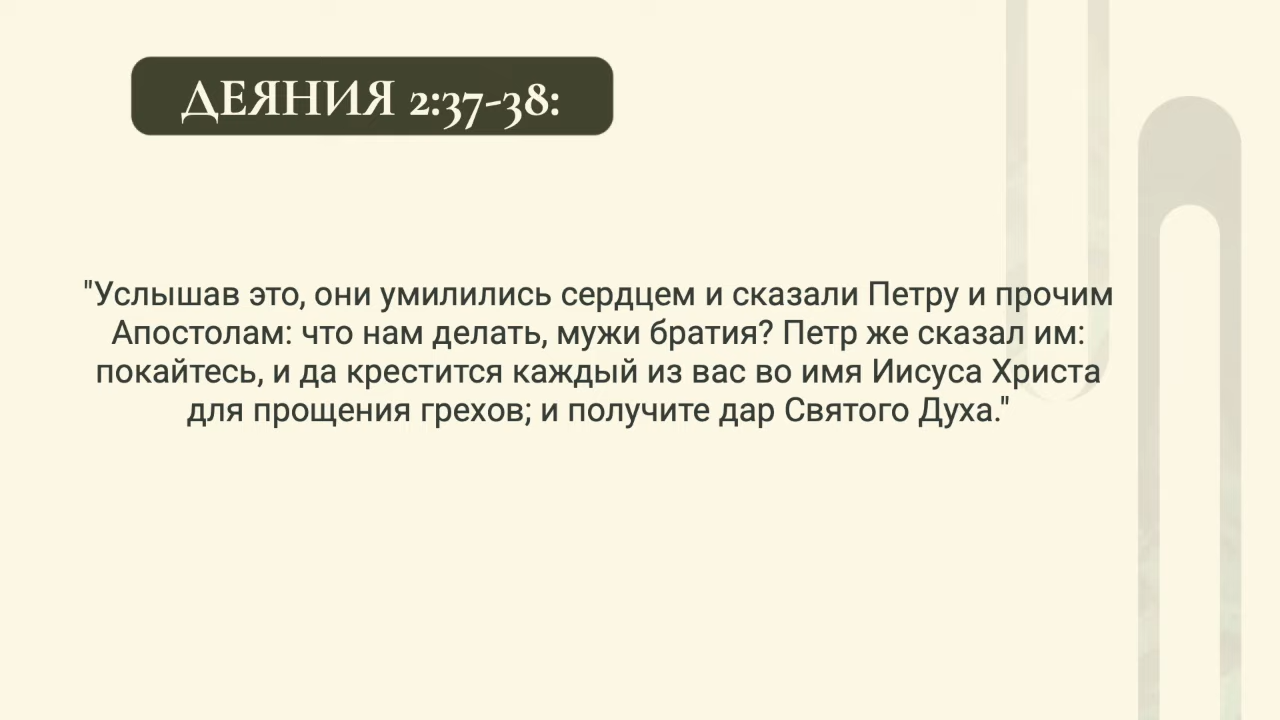 ДЕЯНИЯ 2:37-38:
"Услышав это, они умилились сердцем и сказали Петру и прочим
Апостолам: что нам делать, мужи братия? Петр же сказал им:
покайтесь, и да крестится каждый из вас во имя Иисуса Христа
для прощения грехов; и получите дар Святого Духа."